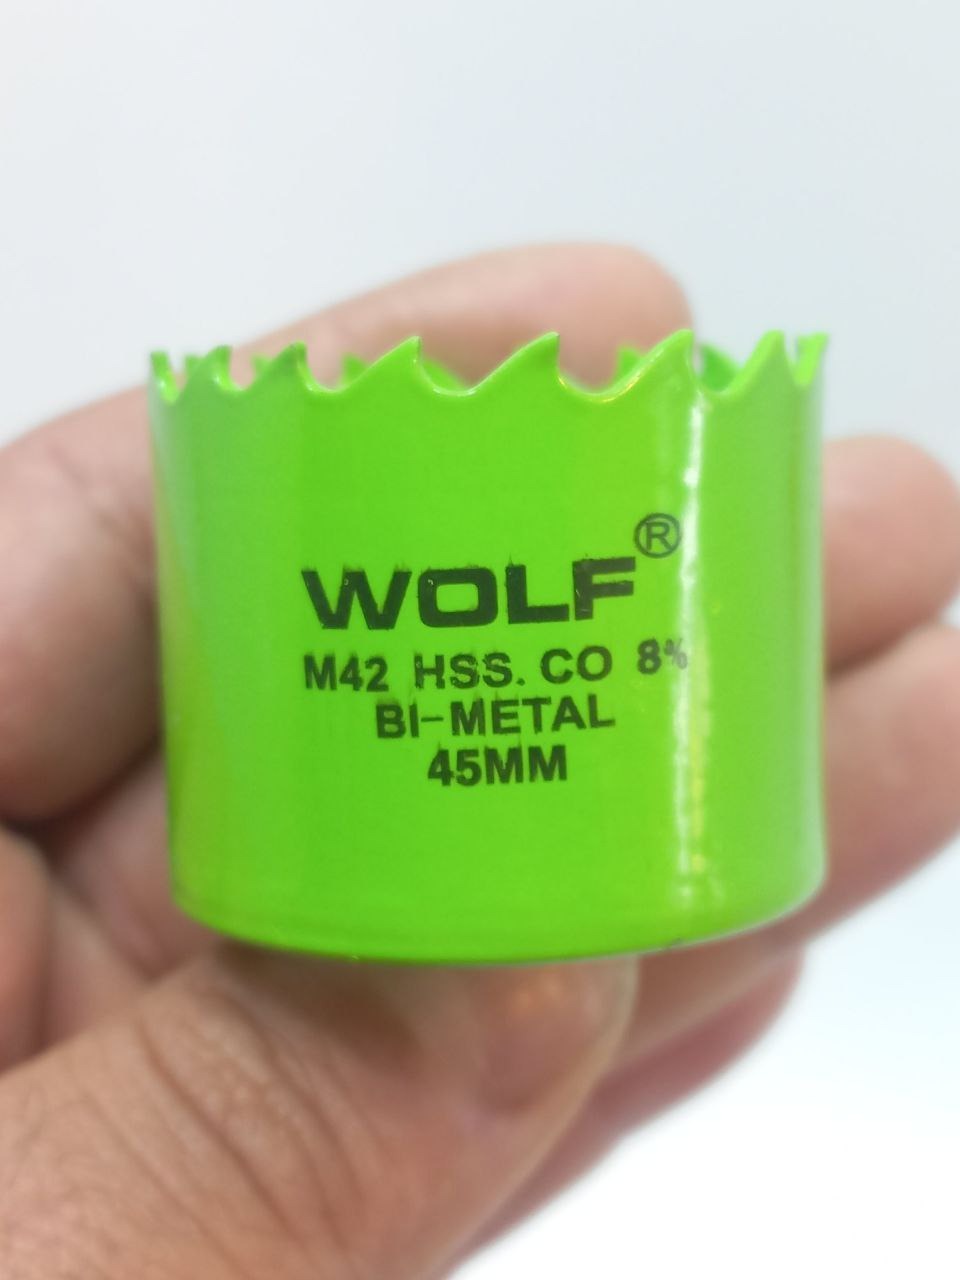 WOLF®
M42 HSS. CO 8%
BI-METAL
45MM